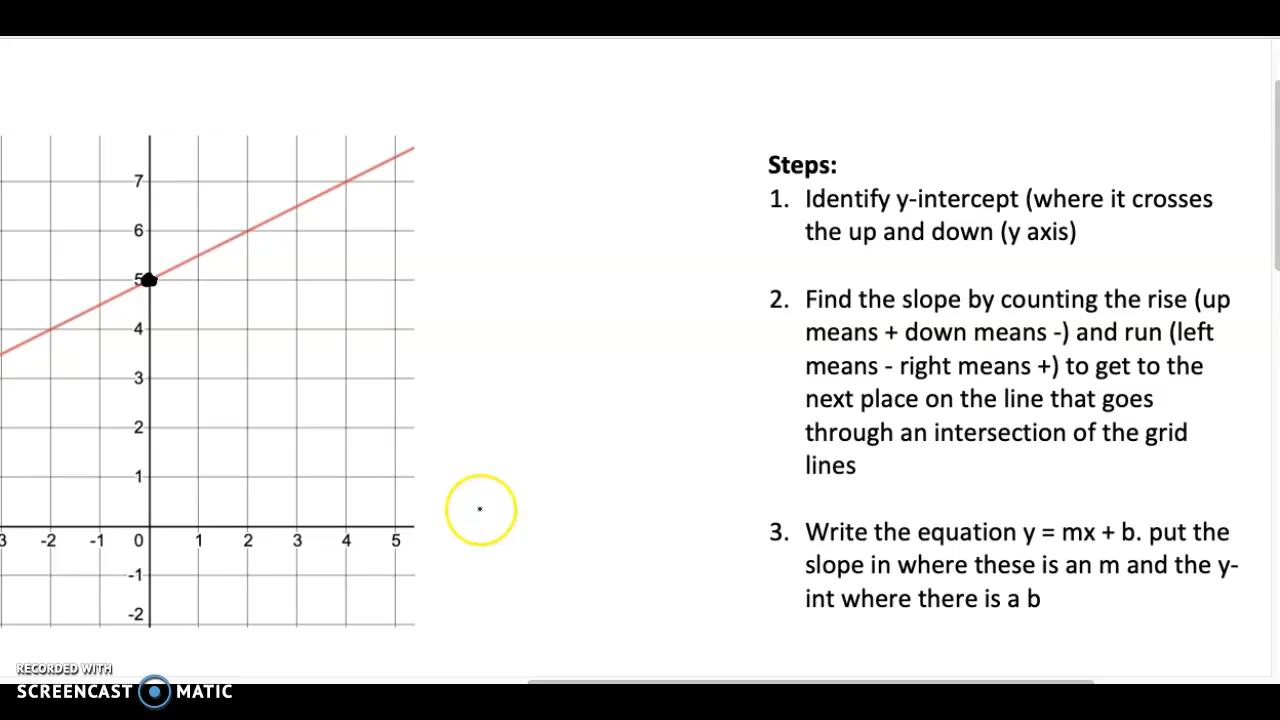 7
6
5
4
3
2
1
3 -2 -1 0 1 2 3 4 5
-1
-2
Steps:
1. Identify y-intercept (where it crosses
the up and down (y axis)
2. Find the slope by counting the rise (up
means + down means -) and run (left
means - right means +) to get to the
next place on the line that goes
through an intersection of the grid
lines
3. Write the equation y = mx + b. put the
slope in where these is an m and the y-
int where there is a b
RECORDED WITH
SCREENCAST MATIC